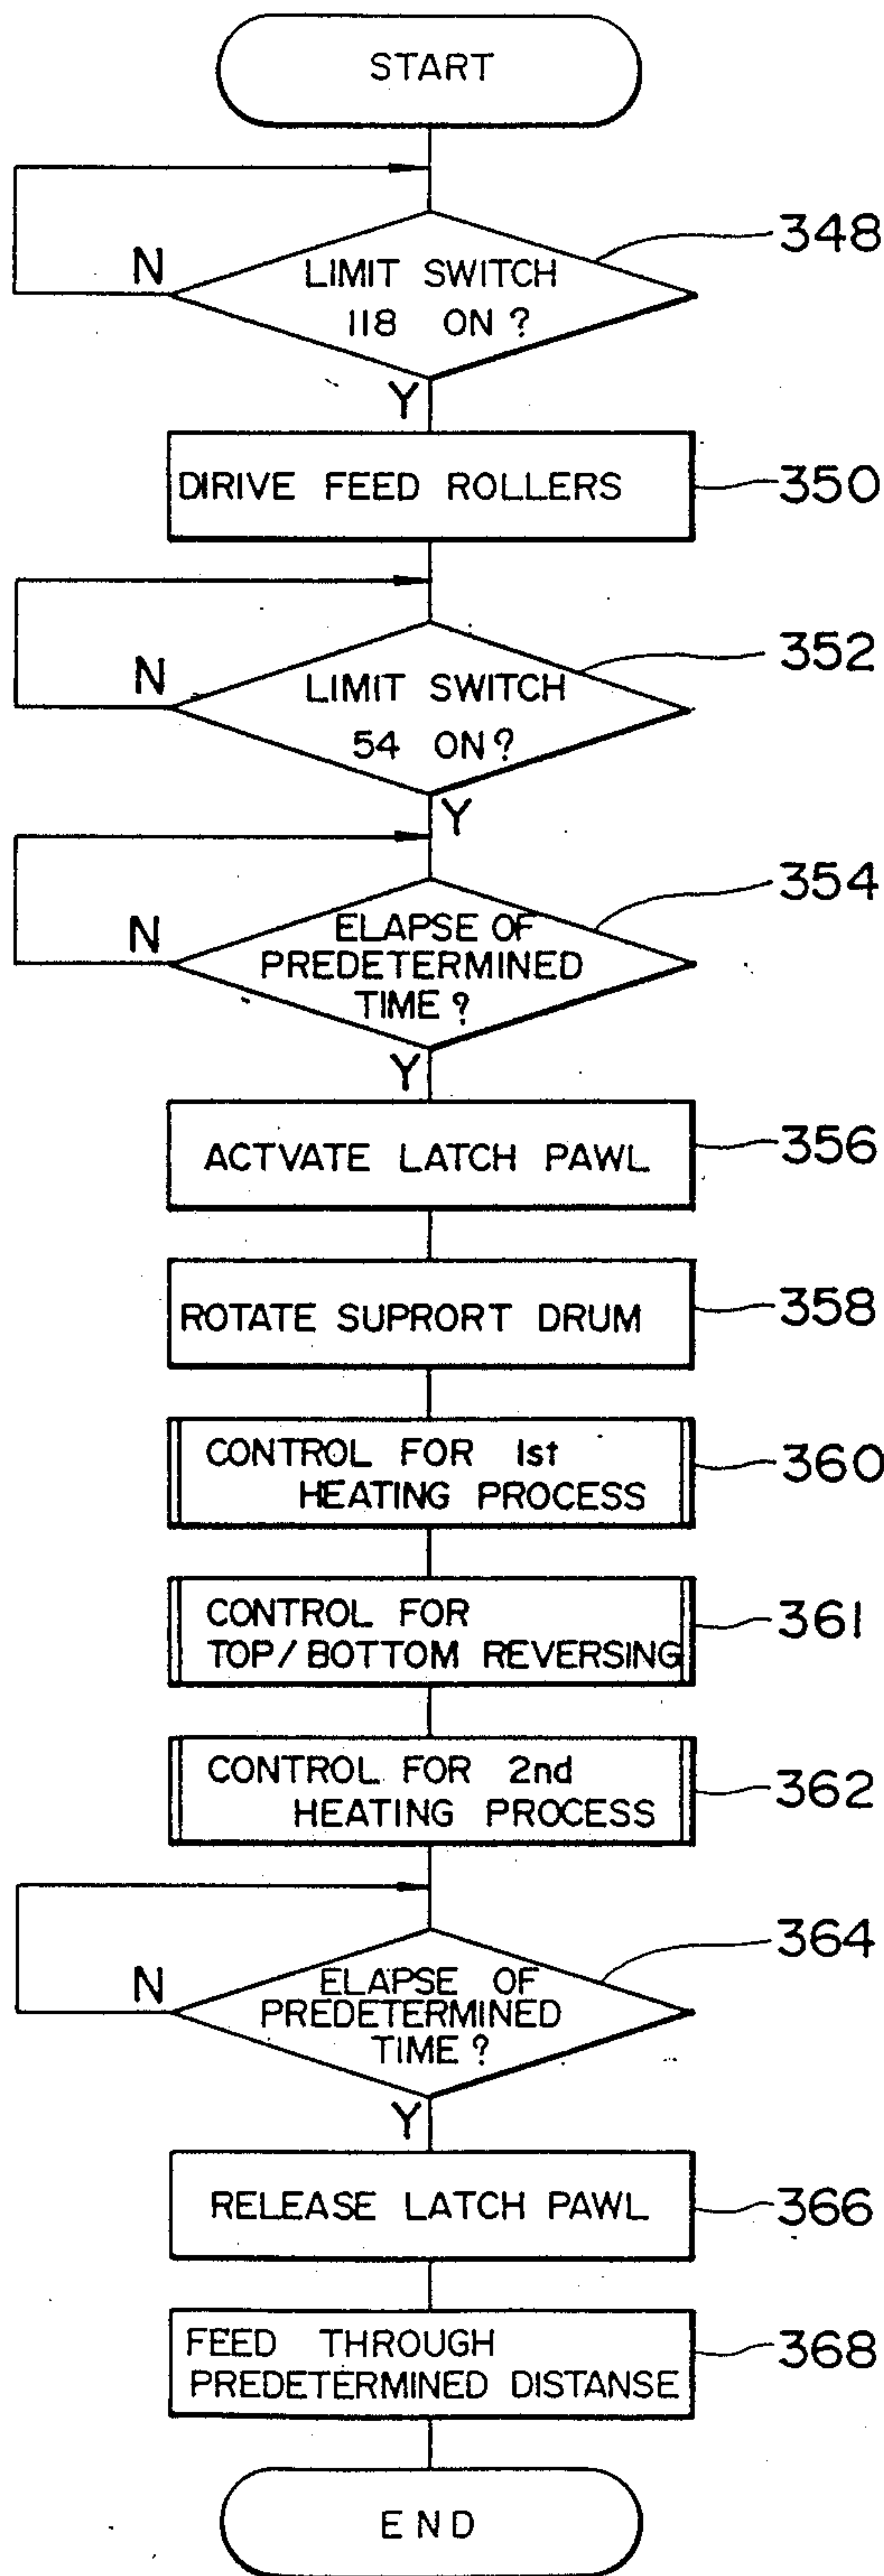 START
348
N
LIMIT SWITCH
118 ON?
Y
DIRIVE FEED ROLLERS
350
352
N
LIMIT SWITCH
54 ON?
Y
354
N
ELAPSE OF
PREDETERMINED
TIME?
Y
ACTVATE LATCH PAWL
356
ROTATE SUPRORT DRUM
358
CONTROL FOR 1st
HEATING PROCESS
360
CONTROL FOR
TOP/BOTTOM REVERSING
361
CONTROL FOR 2nd
HEATING PROCESS
362
364
N
ELAPSE OF
PREDETERMINED
TIME?
Y
RELEASE LATCH PAWL
366
FEED THROUGH
PREDETERMINED DISTANSE
368
END